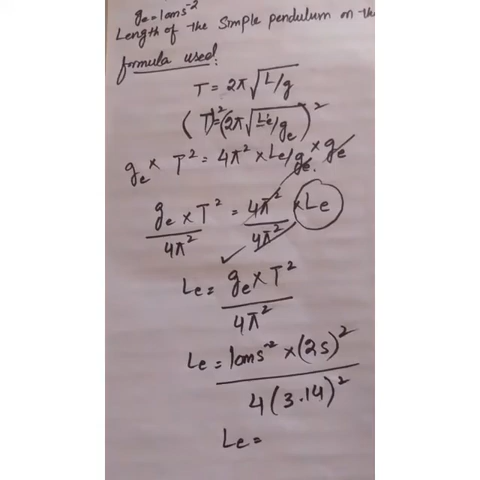 ge = 10ms⁻²
Length of the Simple pendulum on the
formula used:
T = 2π√L/g
(T)² = (2π√Le/ge)²
ge × T² = 4π² × Le/ge × ge
ge × T² / 4π² = 4π² / 4π² × Le
Le = ge × T² / 4π²
Le = 10ms⁻² × (2s)² / 4(3.14)²
Le =